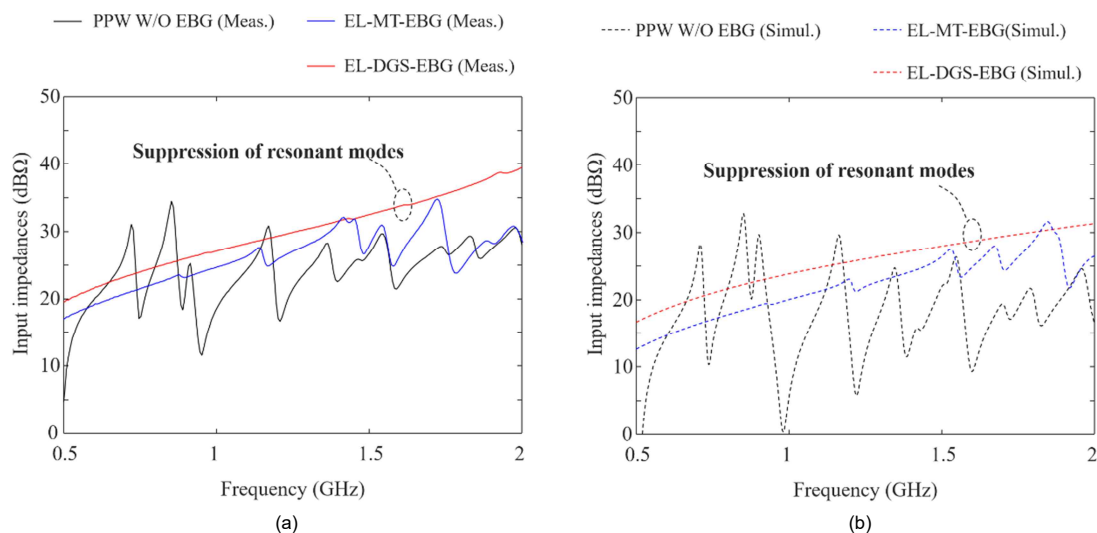 PPW W/O EBG (Meas.)
EL-MT-EBG (Meas.)
EL-DGS-EBG (Meas.)
50
40
30
20
10
0
Input impedances (dBΩ)
Suppression of resonant modes
0.5
1
1.5
2
Frequency (GHz)
(a)
PPW W/O EBG (Simul.)
EL-MT-EBG(Simul.)
EL-DGS-EBG (Simul.)
50
40
30
20
10
0
Input impedances (dBΩ)
Suppression of resonant modes
0.5
1
1.5
2
Frequency (GHz)
(b)